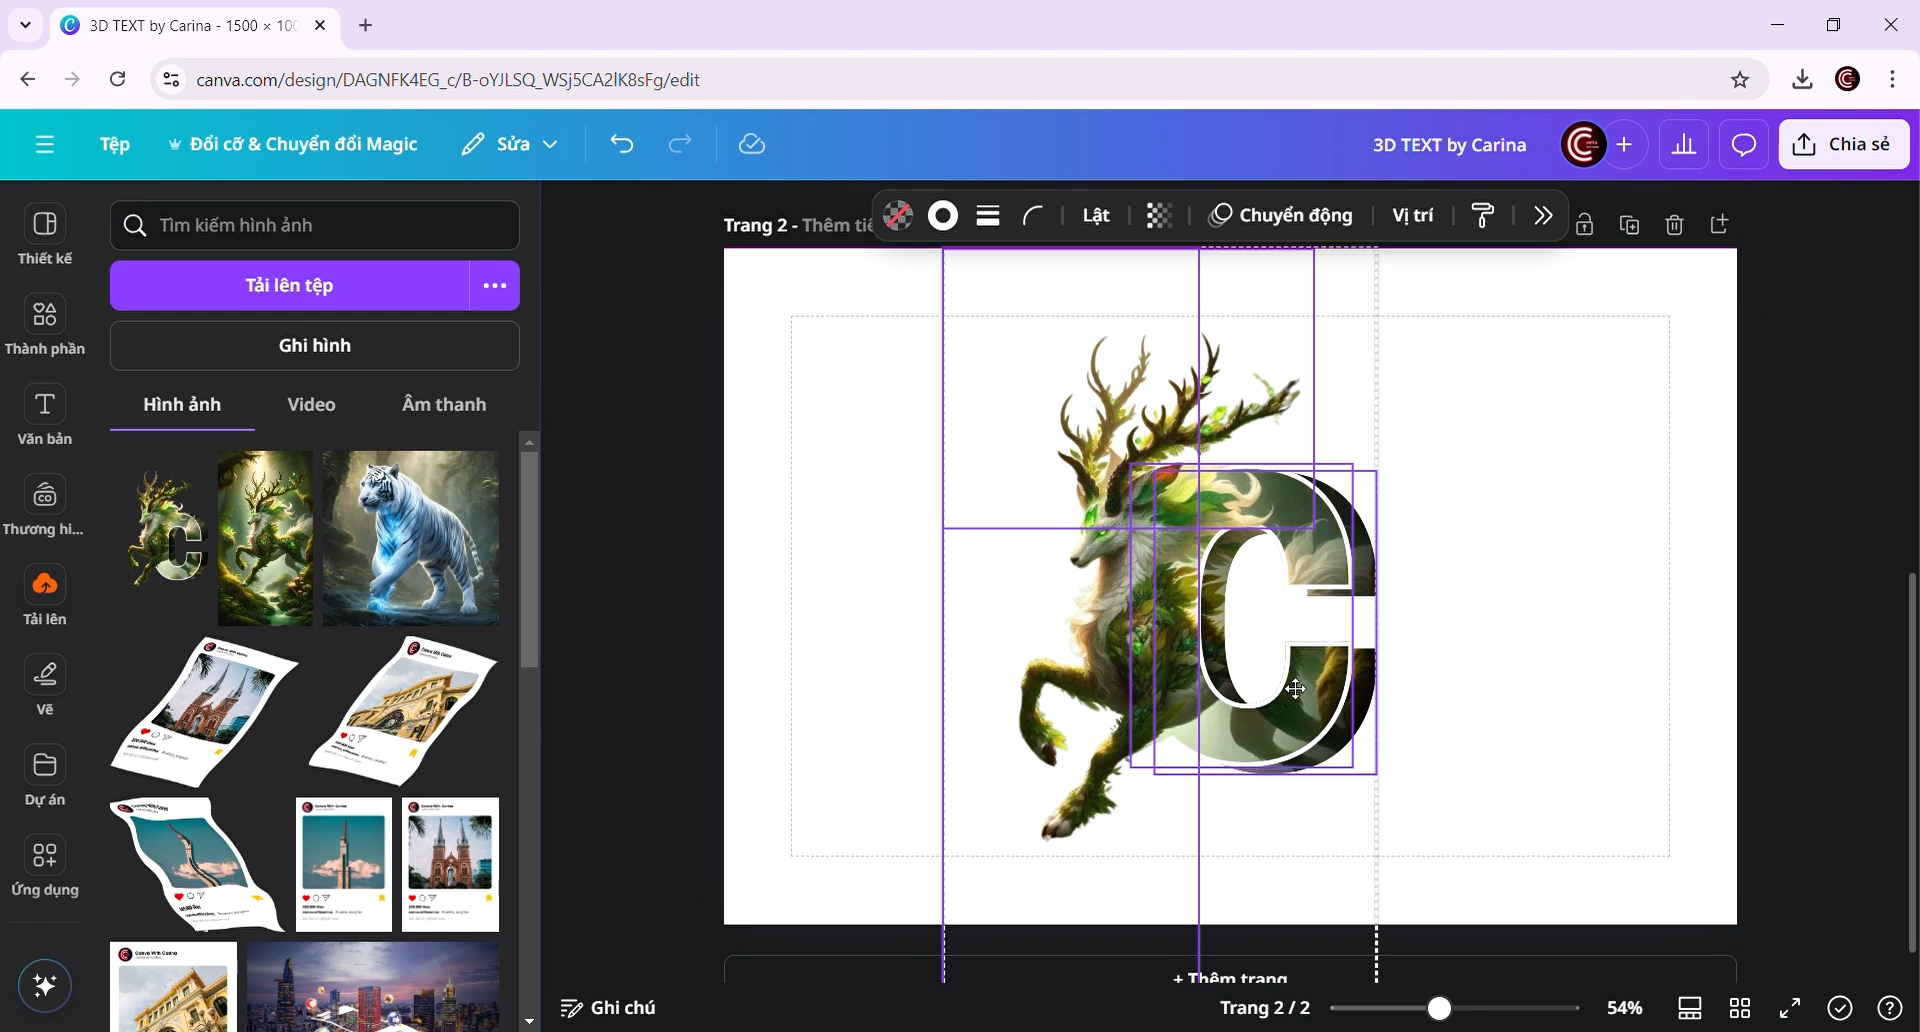 3D TEXT by Carina - 1500 × 100
canva.com/design/DAGNFK4EG_c/B-oYJLSQ_WSj5CA2lK8sFg/edit
Tệp
Đổi cỡ & Chuyển đổi Magic
Sửa
3D TEXT by Carina
Chia sẻ
Thiết kế
Thành phần
Văn bản
Thương hi...
Tải lên
Vẽ
Dự án
Ứng dụng
Tìm kiếm hình ảnh
Tải lên tệp
Ghi hình
Hình ảnh
Video
Âm thanh
Trang 2 - Thêm tiê
Lật
Chuyển động
Vị trí
C
+ Thêm trang
Ghi chú
Trang 2 / 2
54%